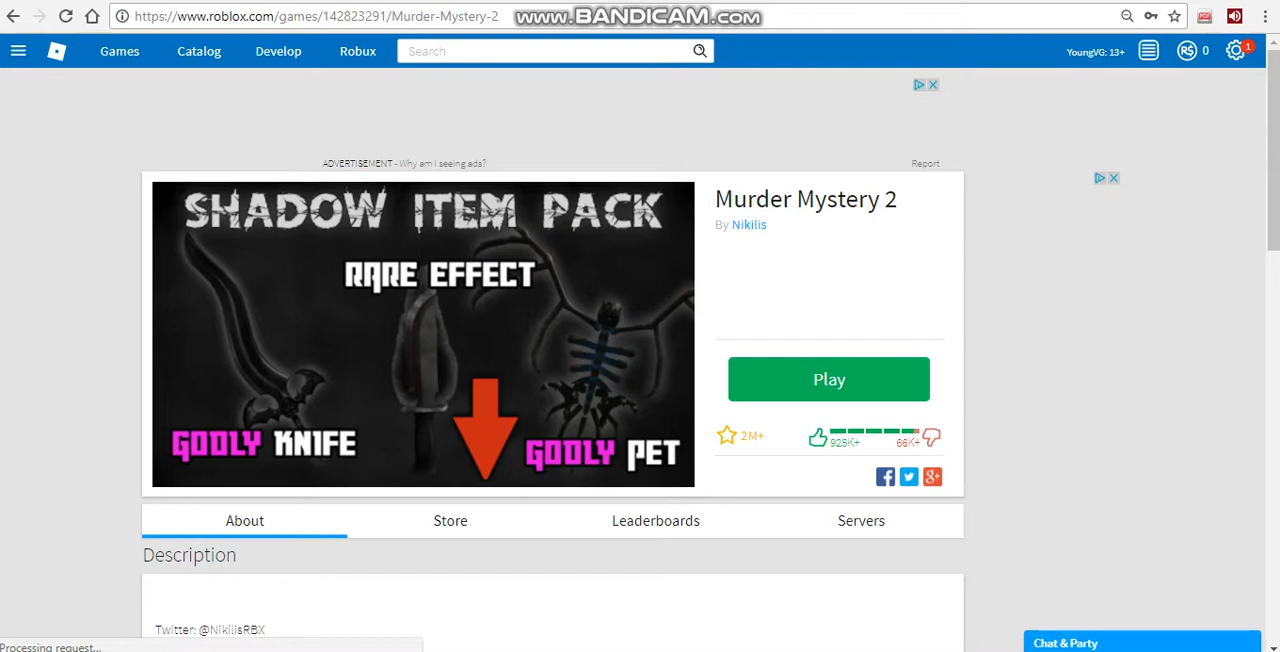 https://www.roblox.com/games/142823291/Murder-Mystery-2
www.BANDICAM.com
Games
Catalog
Develop
Robux
Search
YoungVG: 13+
R$ 0
1
ADVERTISEMENT - Why am I seeing ads?
Report
SHADOW ITEM PACK
RARE EFFECT
GODLY KNIFE
GODLY PET
Murder Mystery 2
By Nikilis
Play
2M+
925K+
66K+
About
Store
Leaderboards
Servers
Description
Twitter: @NikilisRBX
Processing request...
Chat & Party